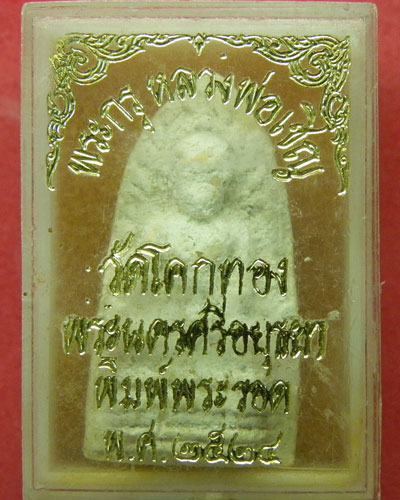 พระกรุ หลวงพ่อเชิญ
วัดโคกทอง
พระนครศรีอยุธยา
พิมพ์พระรอด
พ.ศ.๒๕๒๔